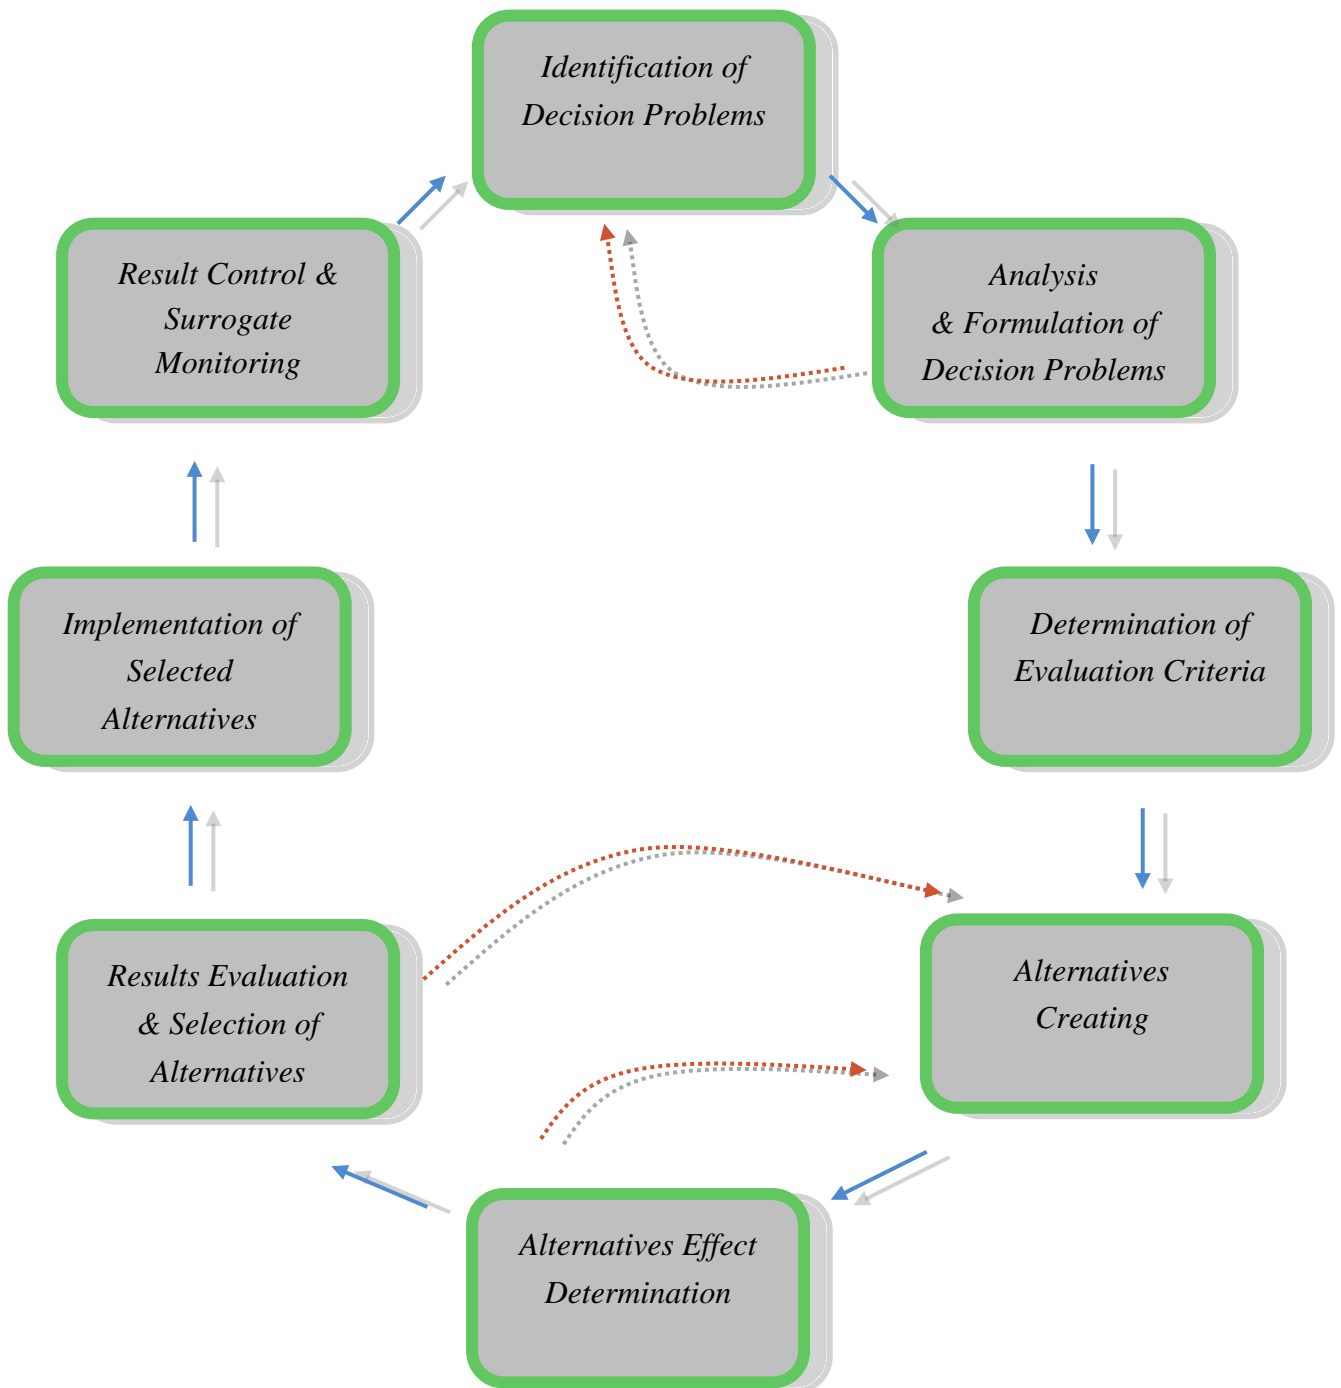 Identification of
Decision Problems
Analysis
& Formulation of
Decision Problems
Determination of
Evaluation Criteria
Alternatives
Creating
Alternatives Effect
Determination
Results Evaluation
& Selection of
Alternatives
Implementation of
Selected
Alternatives
Result Control &
Surrogate
Monitoring